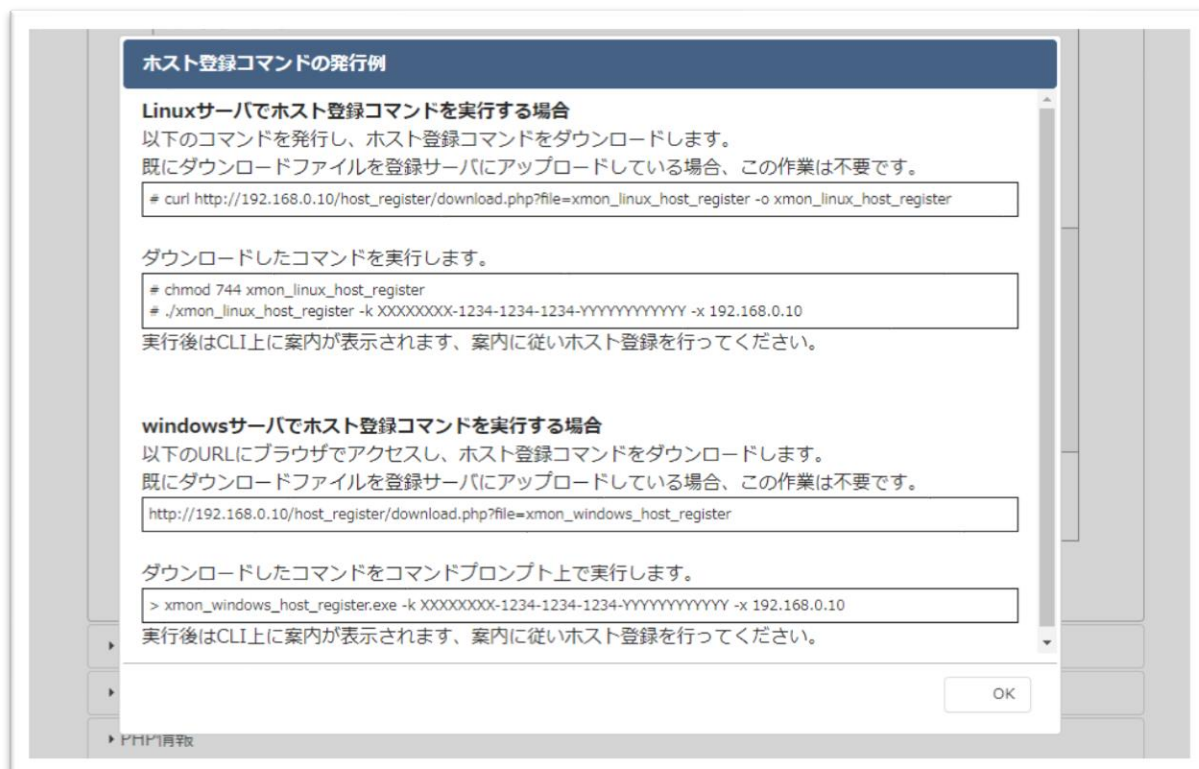 ホスト登録コマンドの発行例
Linuxサーバでホスト登録コマンドを実行する場合
以下のコマンドを発行し、ホスト登録コマンドをダウンロードします。
既にダウンロードファイルを登録サーバにアップロードしている場合、この作業は不要です。
# curl http://192.168.0.10/host_register/download.php?file=xmon_linux_host_register -o xmon_linux_host_register
ダウンロードしたコマンドを実行します。
# chmod 744 xmon_linux_host_register
# ./xmon_linux_host_register -k XXXXXXXX-1234-1234-1234-YYYYYYYYYYYY -x 192.168.0.10
実行後はCLI上に案内が表示されます、案内に従いホスト登録を行ってください。
windowsサーバでホスト登録コマンドを実行する場合
以下のURLにブラウザでアクセスし、ホスト登録コマンドをダウンロードします。
既にダウンロードファイルを登録サーバにアップロードしている場合、この作業は不要です。
http://192.168.0.10/host_register/download.php?file=xmon_windows_host_register
ダウンロードしたコマンドをコマンドプロンプト上で実行します。
> xmon_windows_host_register.exe -k XXXXXXXX-1234-1234-1234-YYYYYYYYYYYY -x 192.168.0.10
実行後はCLI上に案内が表示されます、案内に従いホスト登録を行ってください。
OK
PHP情報